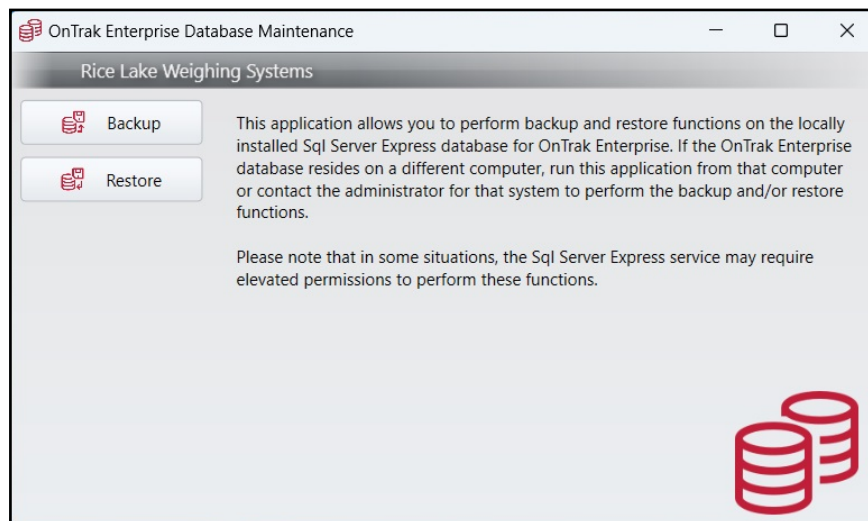 OnTrak Enterprise Database Maintenance
Rice Lake Weighing Systems
Backup
Restore
This application allows you to perform backup and restore functions on the locally
installed Sql Server Express database for OnTrak Enterprise. If the OnTrak Enterprise
database resides on a different computer, run this application from that computer
or contact the administrator for that system to perform the backup and/or restore
functions.
Please note that in some situations, the Sql Server Express service may require
elevated permissions to perform these functions.